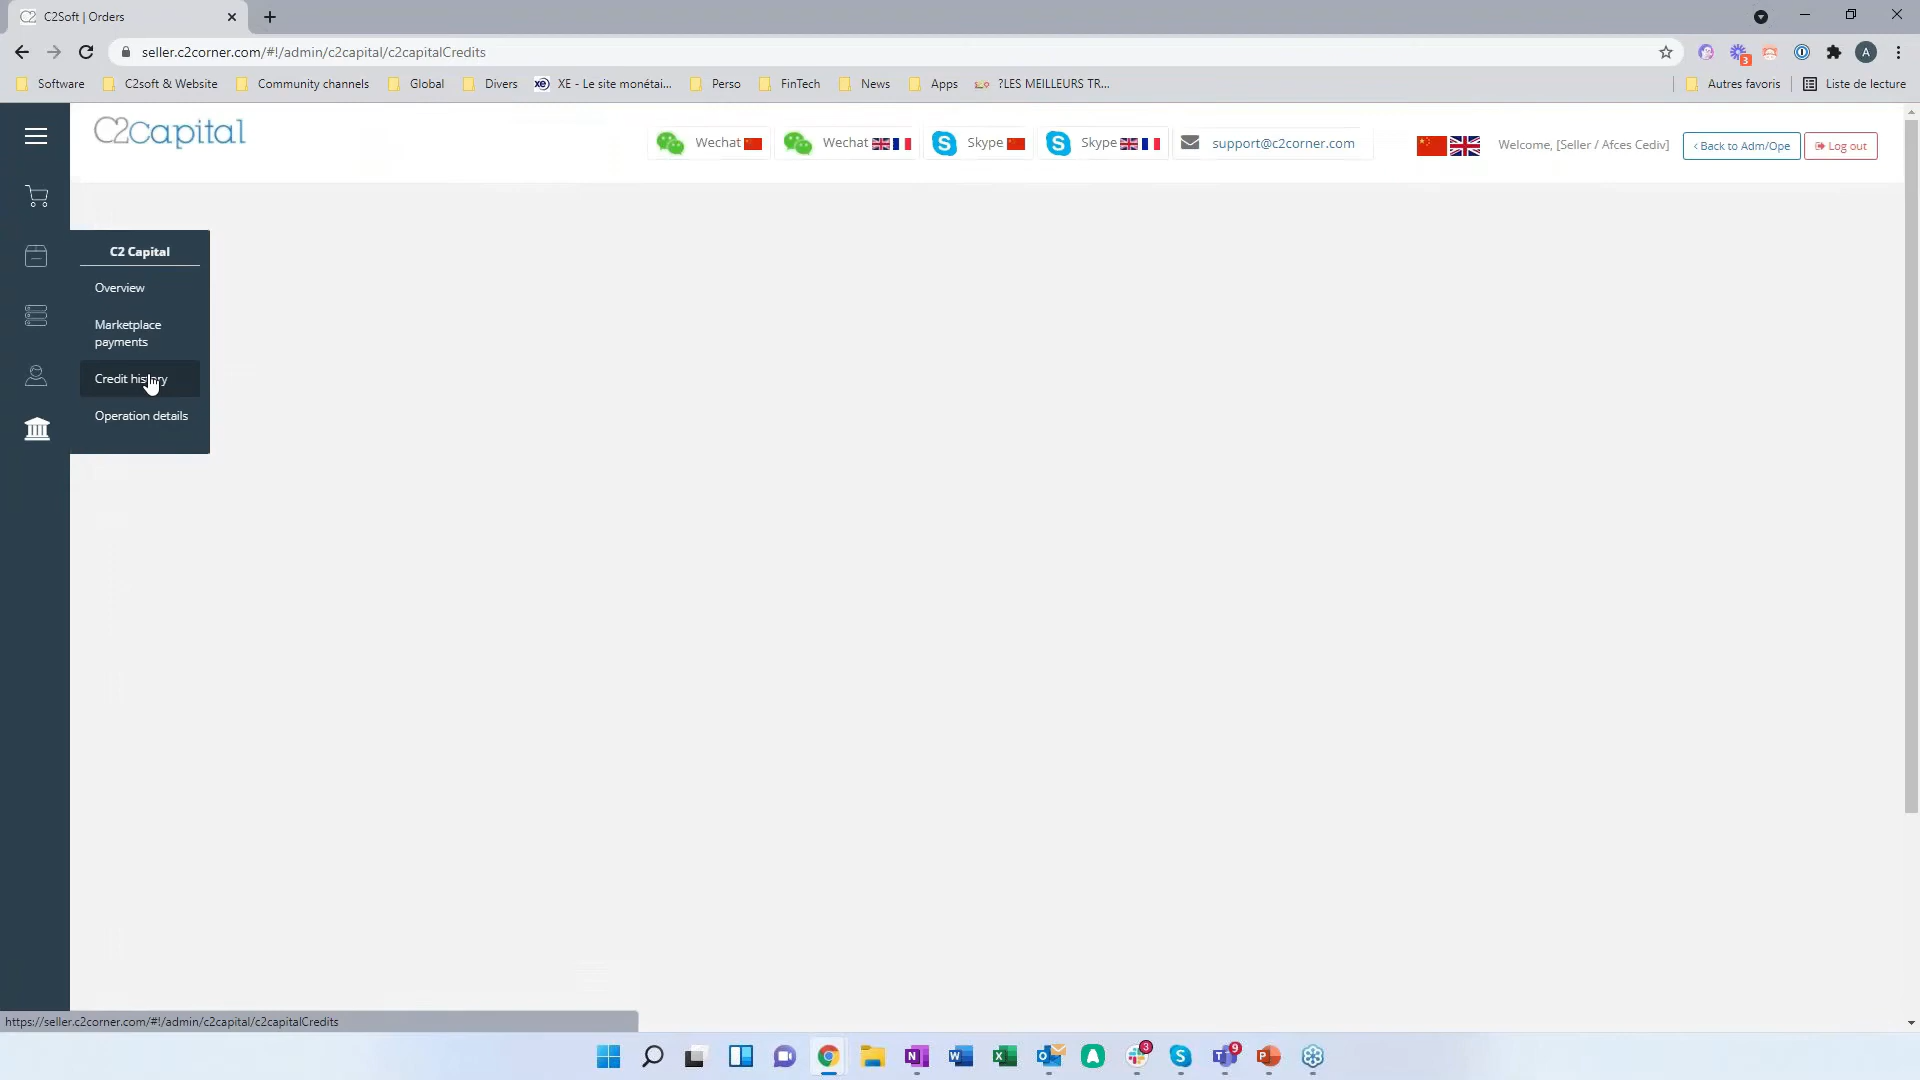 C2Soft | Orders
seller.c2corner.com/#!/admin/c2capital/c2capitalCredits
3
A
Software
C2soft & Website
Community channels
Global
Divers
XE - Le site monétai...
Perso
FinTech
News
Apps
?LES MEILLEURS TR...
Autres favoris
Liste de lecture
C2capital
Wechat
Wechat
Skype
Skype
support@c2corner.com
Welcome, [Seller / Afces Cediv]
‹ Back to Adm/Ope
Log out
C2 Capital
Overview
Marketplace
payments
Credit history
Operation details
https://seller.c2corner.com/#!/admin/c2capital/c2capitalCredits
3
9